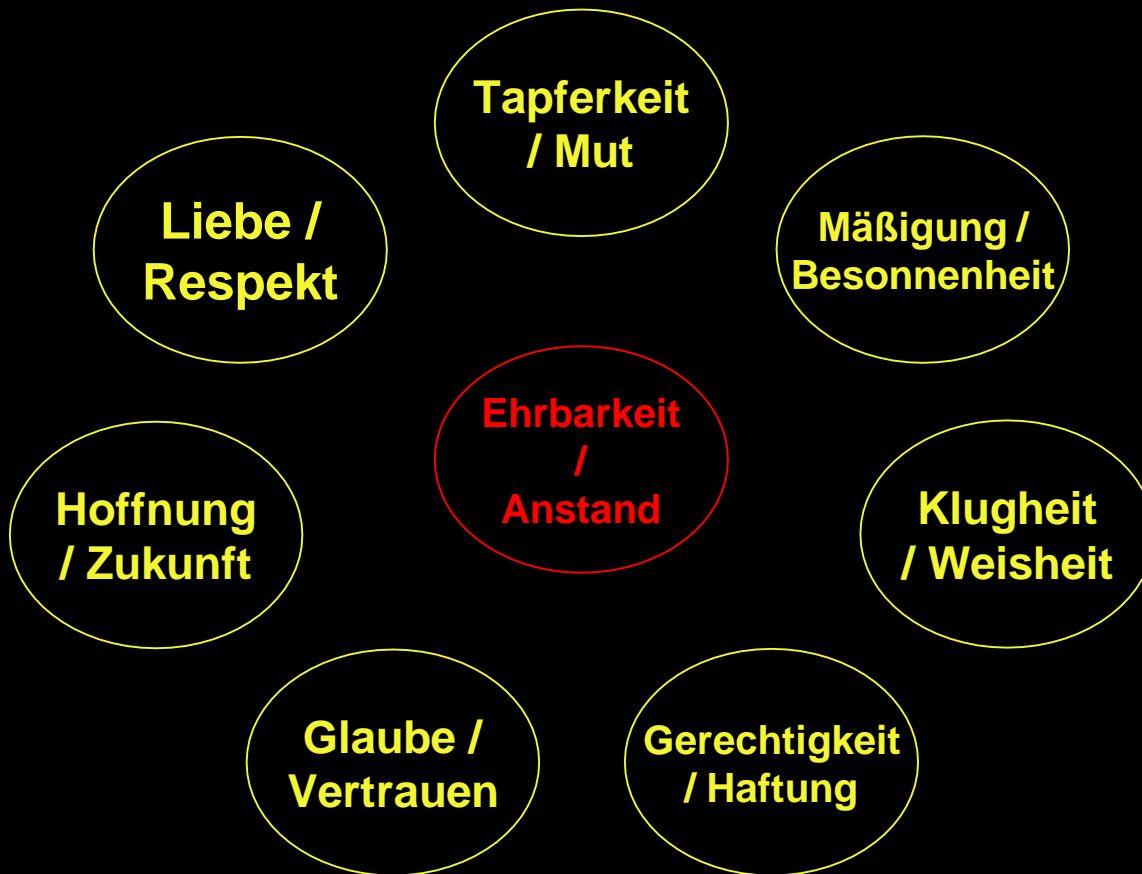 Tapferkeit
/ Mut
Liebe /
Respekt
Mäßigung /
Besonnenheit
Ehrbarkeit
/
Anstand
Hoffnung
/ Zukunft
Klugheit
/ Weisheit
Glaube /
Vertrauen
Gerechtigkeit
/ Haftung